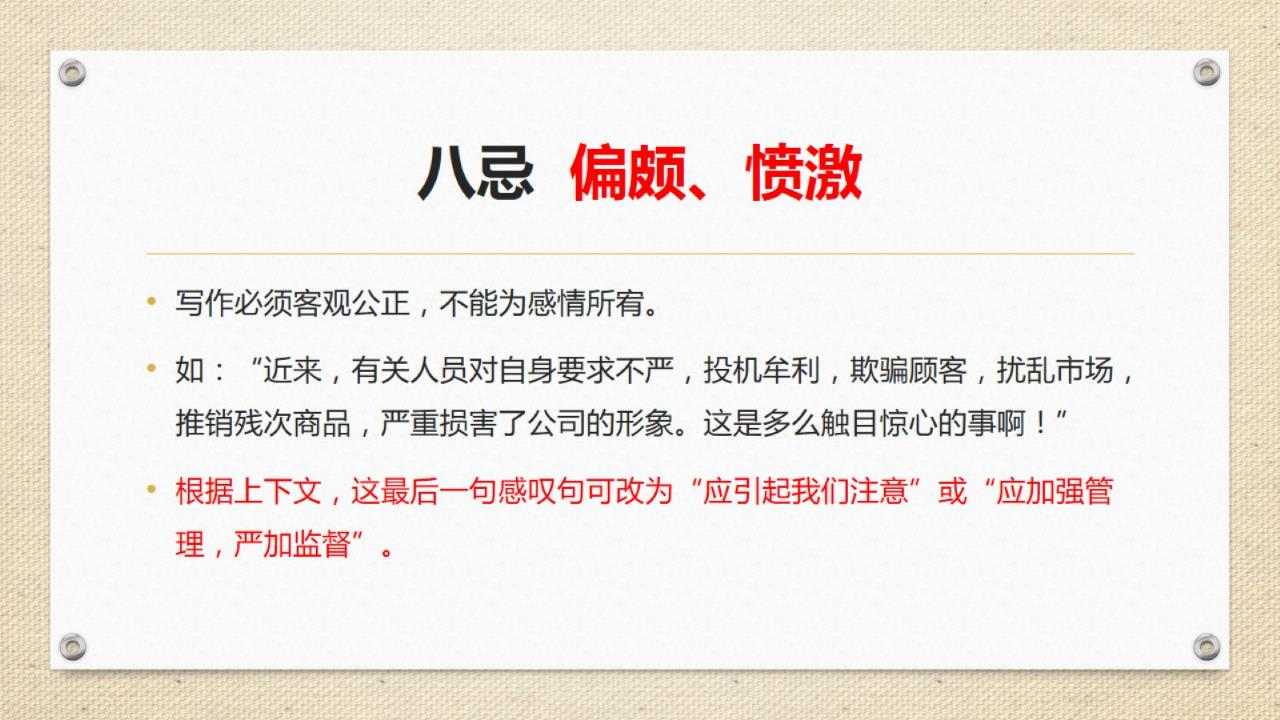 八忌 偏颇、愤激
• 写作必须客观公正，不能为感情所宥。
• 如：“近来，有关人员对自身要求不严，投机牟利，欺骗顾客，扰乱市场，
推销残次商品，严重损害了公司的形象。这是多么触目惊心的事啊！”
• 根据上下文，这最后一句感叹句可改为“应引起我们注意”或“应加强管
理，严加监督”。